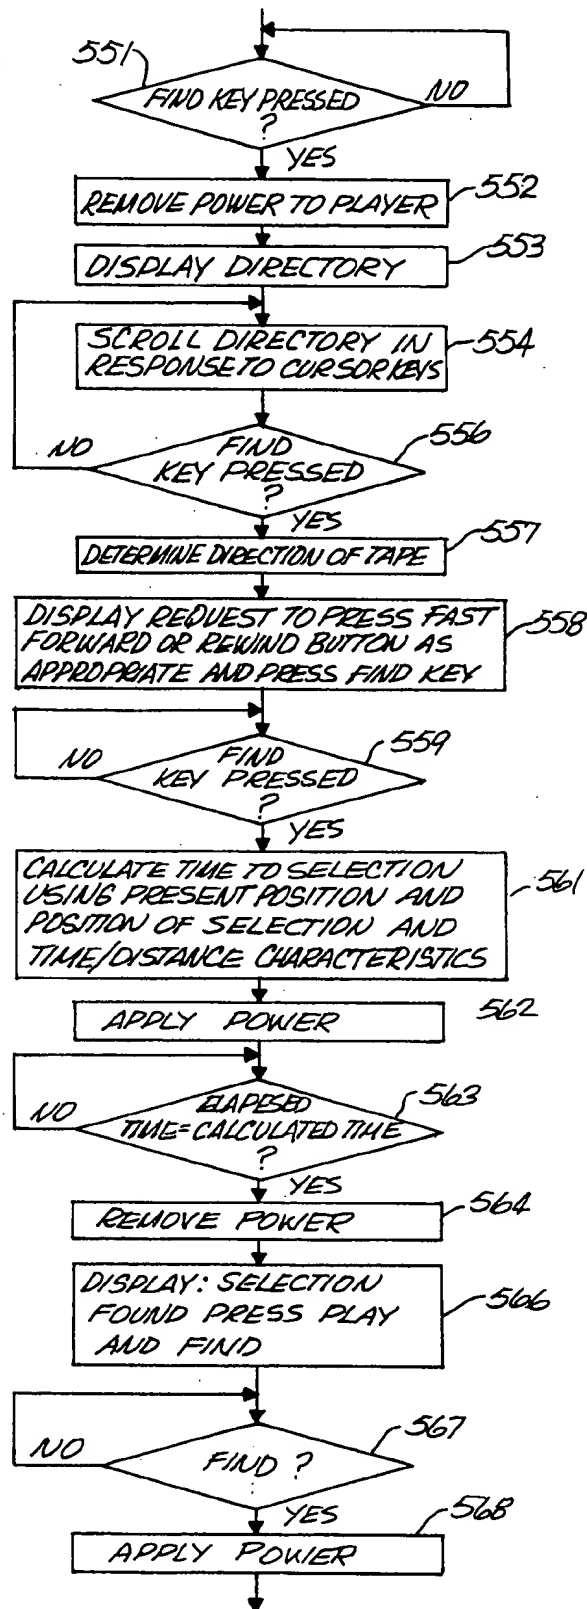 551
FIND KEY PRESSED
?
NO
YES
552
REMOVE POWER TO PLAYER
553
DISPLAY DIRECTORY
SCROLL DIRECTORY IN
RESPONSE TO CURSOR KEYS
554
FIND
KEY PRESSED
?
556
NO
YES
557
DETERMINE DIRECTION OF TAPE
DISPLAY REQUEST TO PRESS FAST
FORWARD OR REWIND BUTTON AS
APPROPRIATE AND PRESS FIND KEY
558
FIND
KEY PRESSED
?
559
NO
YES
CALCULATE TIME TO SELECTION
USING PRESENT POSITION AND
POSITION OF SELECTION AND
TIME/DISTANCE CHARACTERISTICS
561
APPLY POWER
562
ELAPESED
TIME=CALCULATED TIME
?
563
NO
YES
REMOVE POWER
564
DISPLAY: SELECTION
FOUND PRESS PLAY
AND FIND
566
567
FIND ?
NO
YES
568
APPLY POWER